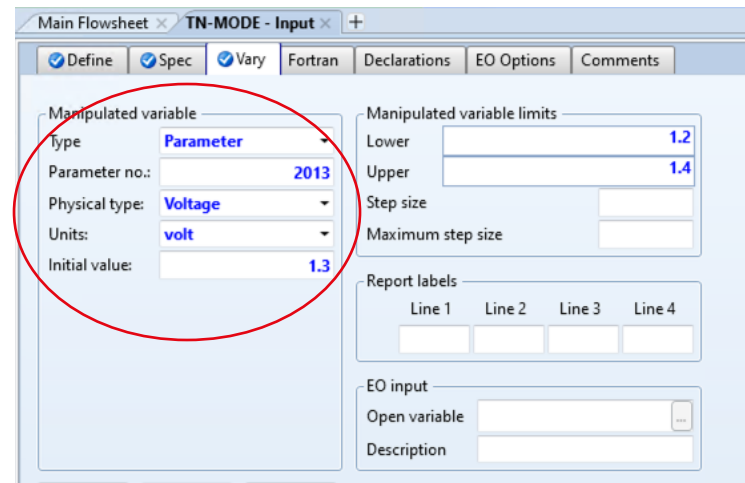 Main Flowsheet × TN-MODE - Input × +
Define Spec Vary Fortran Declarations EO Options Comments
Manipulated variable
Type Parameter
Parameter no.: 2013
Physical type: Voltage
Units: volt
Initial value: 1.3
Manipulated variable limits
Lower 1.2
Upper 1.4
Step size
Maximum step size
Report labels
Line 1 Line 2 Line 3 Line 4
EO input
Open variable ...
Description